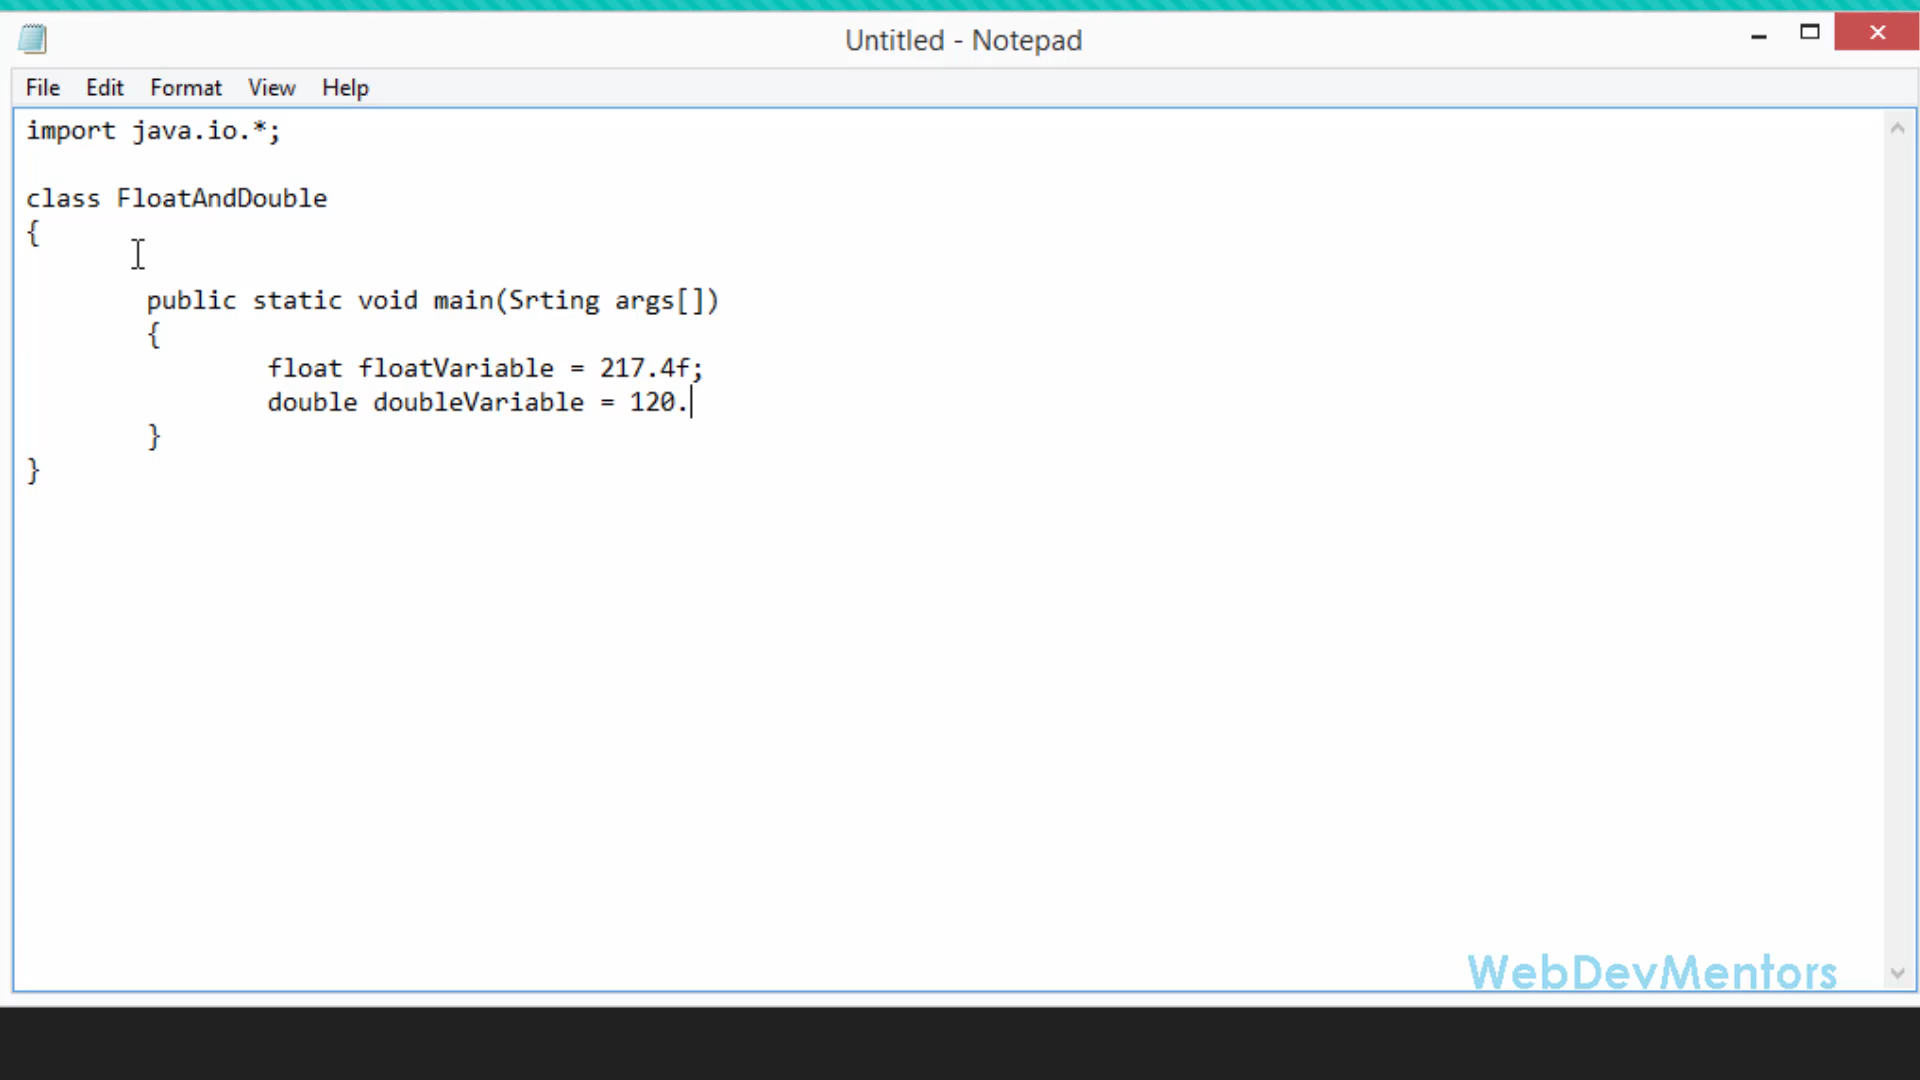 Untitled - Notepad
File Edit Format View Help
import java.io.*;
class FloatAndDouble
{
public static void main(Srting args[])
{
float floatVariable = 217.4f;
double doubleVariable = 120.
}
}
WebDevMentors